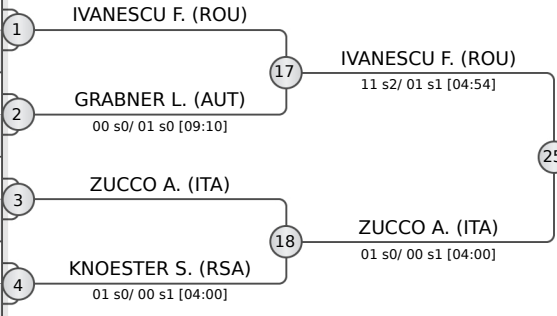 1
IVANESCU F. (ROU)
17
IVANESCU F. (ROU)
11 s2/ 01 s1 [04:54]
2
GRABNER L. (AUT)
00 s0/ 01 s0 [09:10]
25
3
ZUCCO A. (ITA)
18
ZUCCO A. (ITA)
01 s0/ 00 s1 [04:00]
4
KNOESTER S. (RSA)
01 s0/ 00 s1 [04:00]